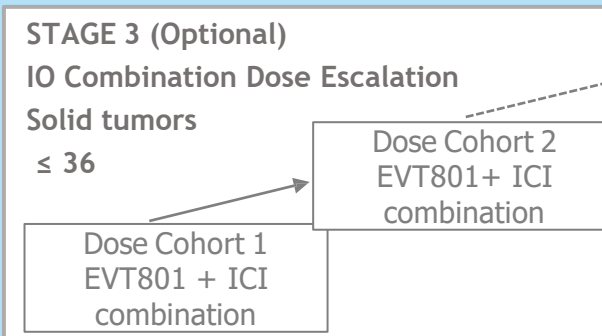 STAGE 3 (Optional)
IO Combination Dose Escalation
Solid tumors
≤ 36
Dose Cohort 2
EVT801+ ICI
combination
Dose Cohort 1
EVT801 + ICI
combination